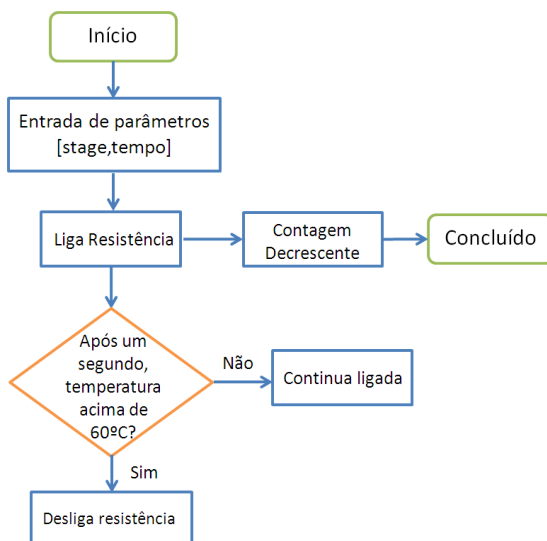 Início
Entrada de parâmetros
[stage,tempo]
Liga Resistência
Contagem
Decrescente
Concluído
Após um
segundo,
temperatura
acima de
60ºC?
Não
Continua ligada
Sim
Desliga resistência